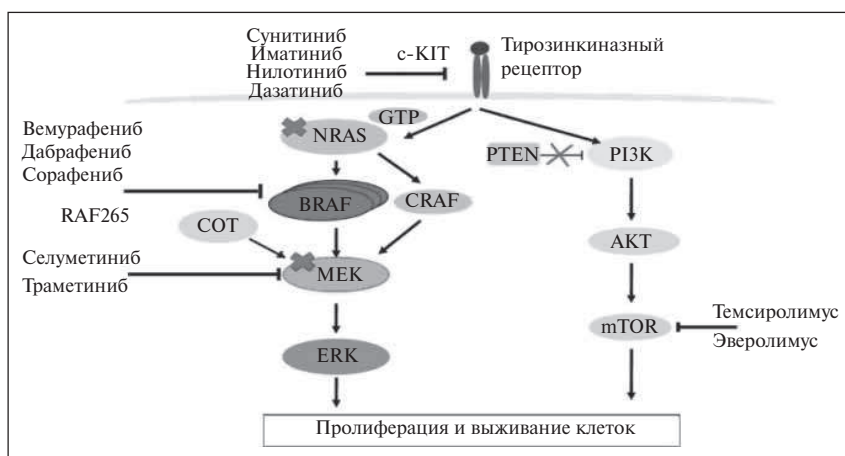 Сунитиниб
Иматиниб
Нилотиниб
Дазатиниб
c-KIT
Тирозинкиназный
рецептор
GTP
NRAS
Вемурафениб
Дабрафениб
Сорафениб
RAF265
PTEN
PI3K
BRAF
CRAF
COT
AKT
Селуметиниб
Траметиниб
MEK
mTOR
Темсиролимус
Эверолимус
ERK
Пролиферация и выживание клеток